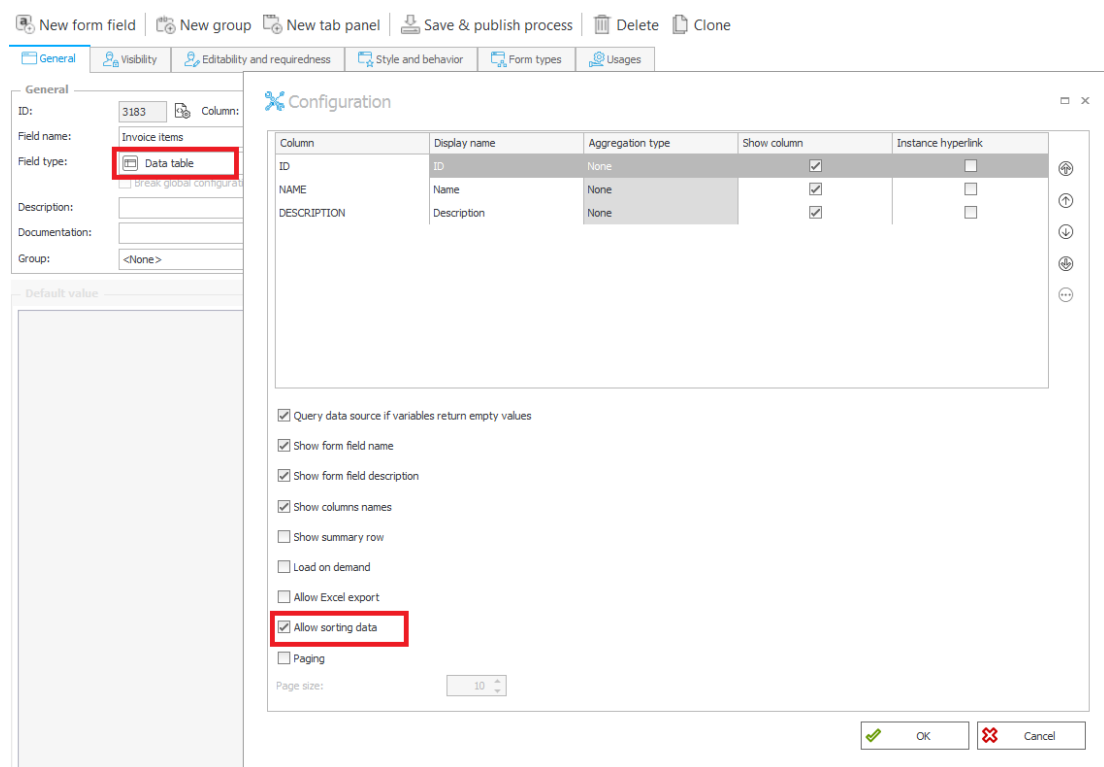 New form field New group New tab panel Save & publish process Delete Clone
General Visibility Editability and requiredness Style and behavior Form types Usages
General
ID: 3183 Column:
Field name: Invoice items
Field type: Data table
Break global configurat
Description:
Documentation:
Group: <None>
Default value
Configuration
Column Display name Aggregation type Show column Instance hyperlink
ID ID None
NAME Name None
DESCRIPTION Description None
Query data source if variables return empty values
Show form field name
Show form field description
Show columns names
Show summary row
Load on demand
Allow Excel export
Allow sorting data
Paging
Page size: 10
OK Cancel